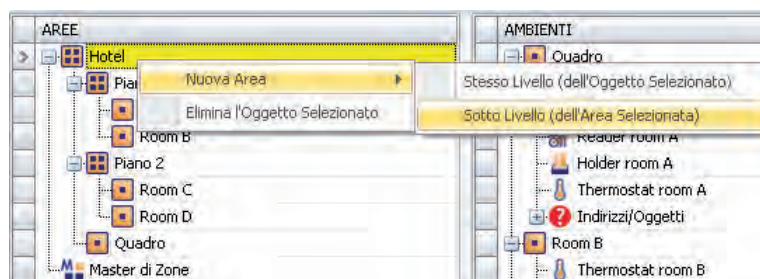 AREE
Hotel
Nuova Area
Elimina l'Oggetto Selezionato
Room B
Piano 2
Room C
Room D
Quadro
Master di Zone
AMBIENTI
Quadro
Stesso Livello (dell'Oggetto Selezionato)
Sotto Livello (dell'Area Selezionata)
Reader room A
Holder room A
Thermostat room A
Indirizzi/Oggetti
Room B
Thermostat room B